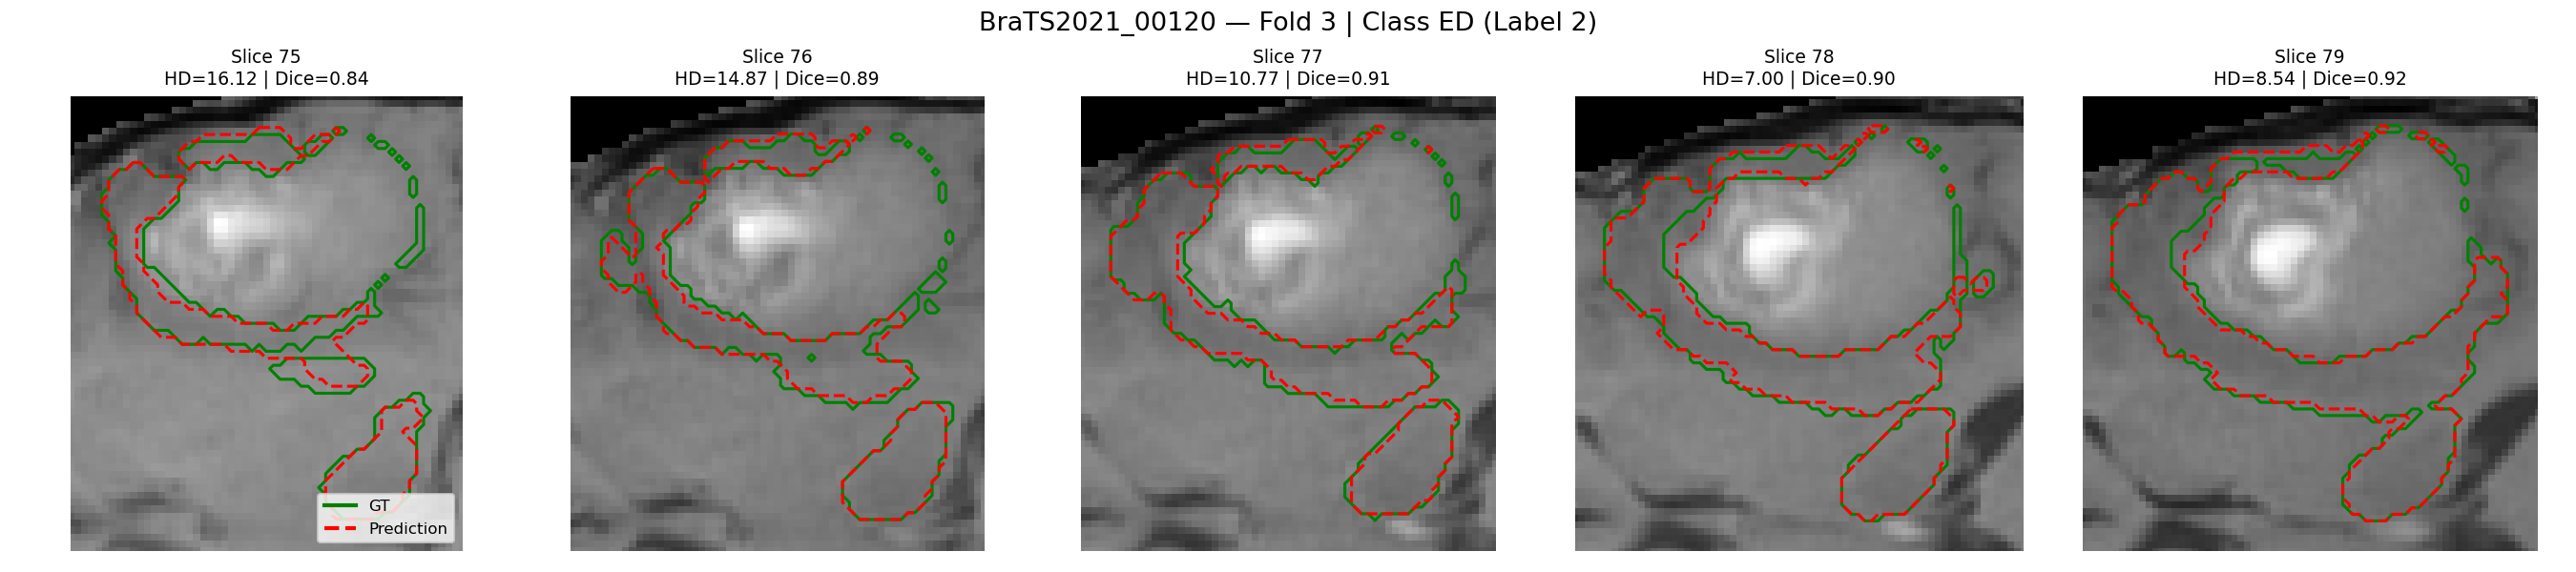 BraTS2021_00120 — Fold 3 | Class ED (Label 2)
Slice 75
HD=16.12 | Dice=0.84
Slice 76
HD=14.87 | Dice=0.89
Slice 77
HD=10.77 | Dice=0.91
Slice 78
HD=7.00 | Dice=0.90
Slice 79
HD=8.54 | Dice=0.92
GT
Prediction